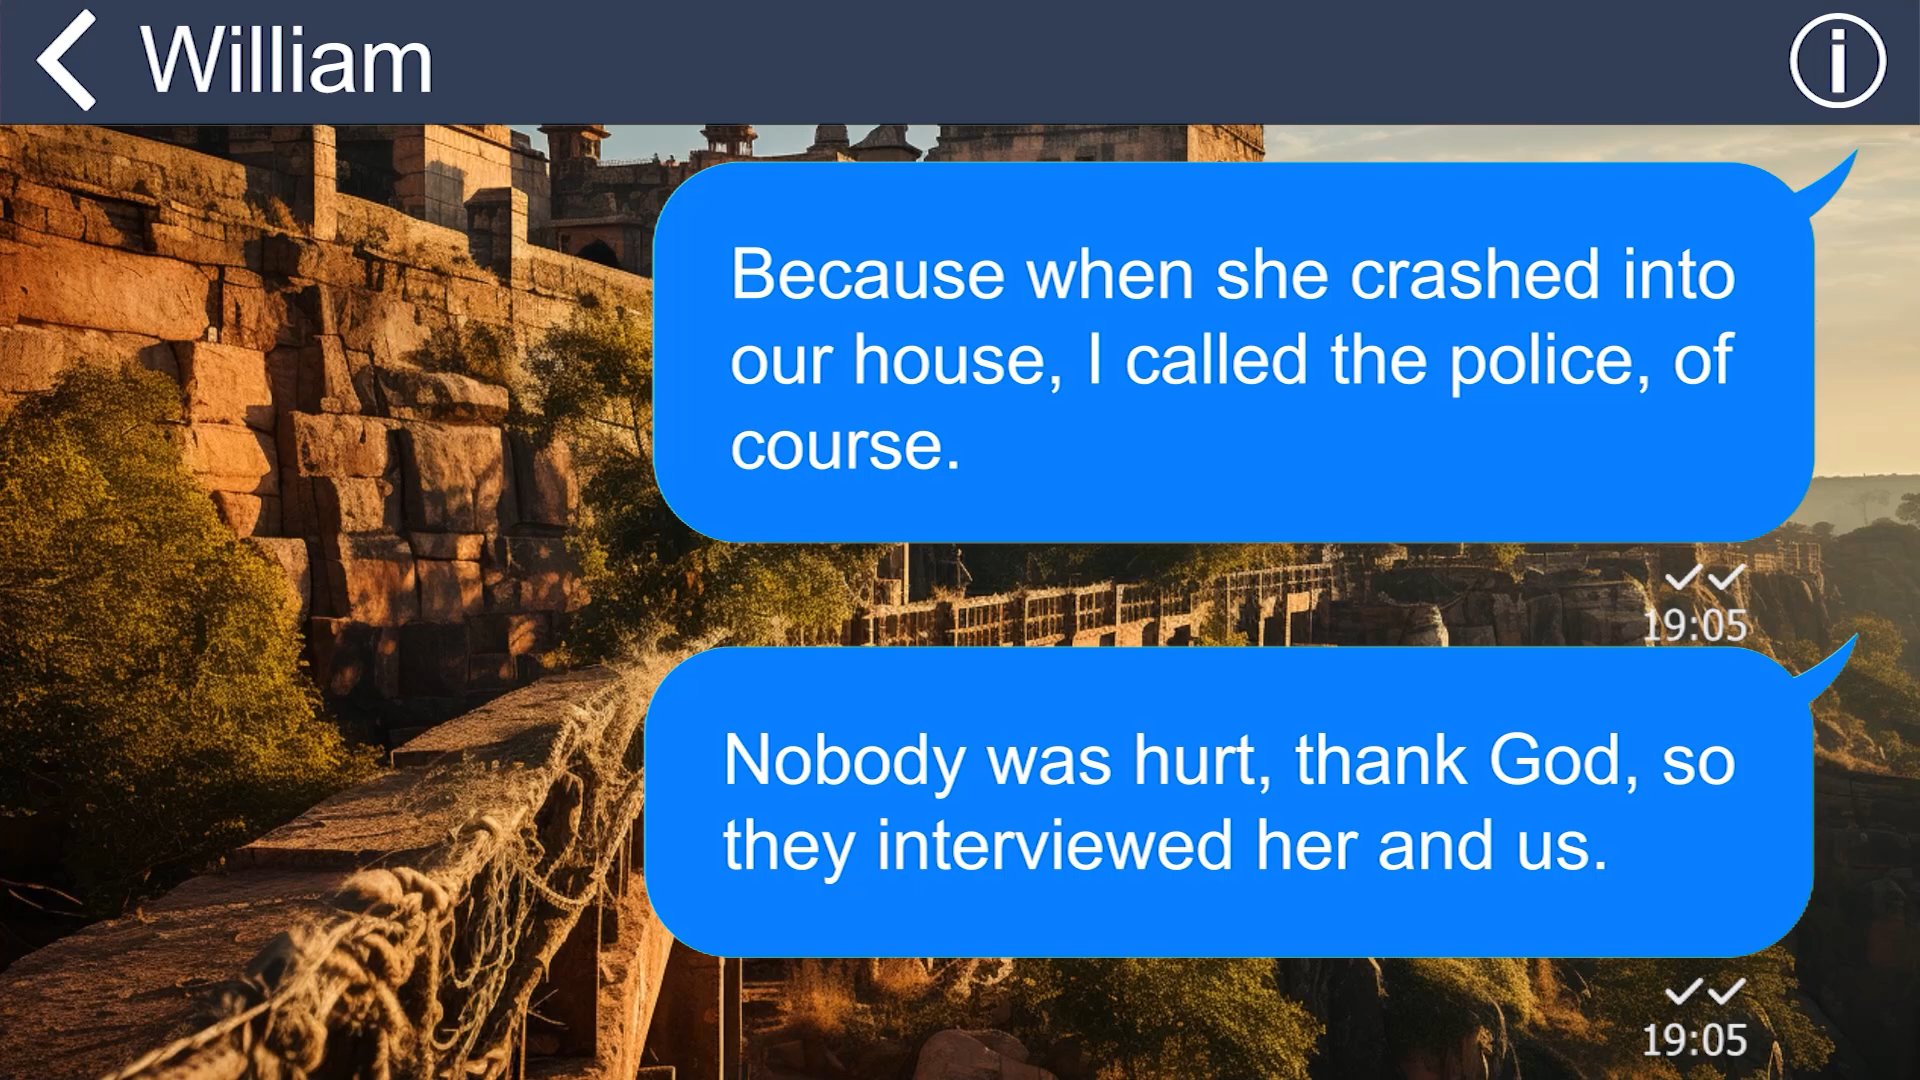 William
Because when she crashed into
our house, I called the police, of
course.
19:05
Nobody was hurt, thank God, so
they interviewed her and us.
19:05